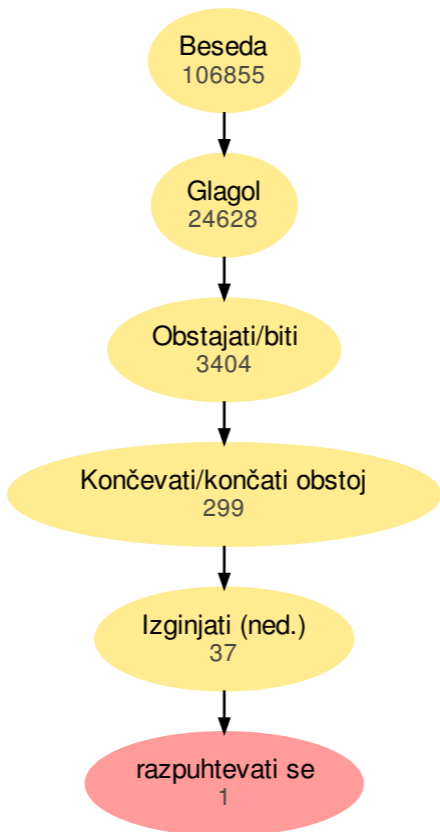 Beseda
106855
Glagol
24628
Obstajati/biti
3404
Končevati/končati obstoj
299
Izginjati (ned.)
37
razpuhtevati se
1